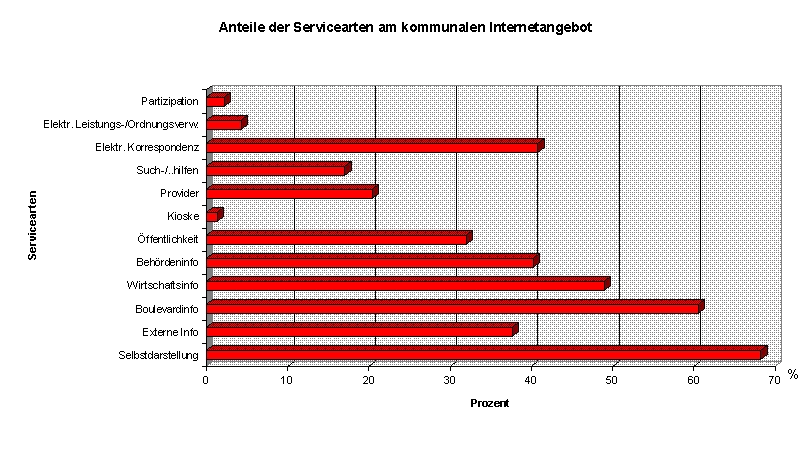 Anteile der Servicearten am kommunalen Internetangebot
Servicearten
Partizipation
Elektr. Leistungs-/Ordnungsverw.
Elektr. Korrespondenz
Such-/..hilfen
Provider
Kioske
Öffentlichkeit
Behördeninfo
Wirtschaftsinfo
Boulevardinfo
Externe Info
Selbstdarstellung
0 10 20 30 40 50 60 70 %
Prozent